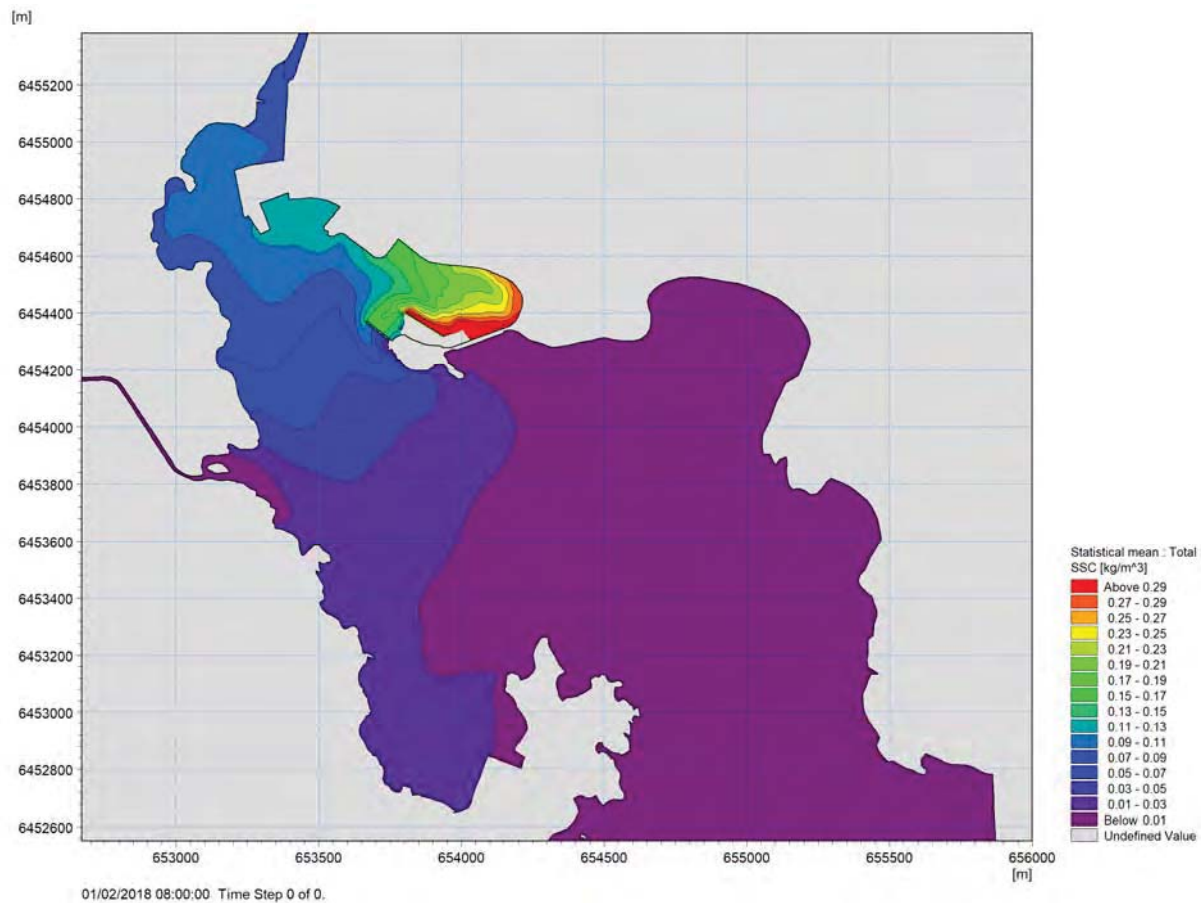 [m]
6455200
6455000
6454800
6454600
6454400
6454200
6454000
6453800
6453600
6453400
6453200
6453000
6452800
6452600
653000 653500 654000 654500 655000 655500 656000
[m]
Statistical mean : Total
SSC [kg/m^3]
Above 0.29
0.27 - 0.29
0.25 - 0.27
0.23 - 0.25
0.21 - 0.23
0.19 - 0.21
0.17 - 0.19
0.15 - 0.17
0.13 - 0.15
0.11 - 0.13
0.09 - 0.11
0.07 - 0.09
0.05 - 0.07
0.03 - 0.05
0.01 - 0.03
Below 0.01
Undefined Value
01/02/2018 08:00:00 Time Step 0 of 0.